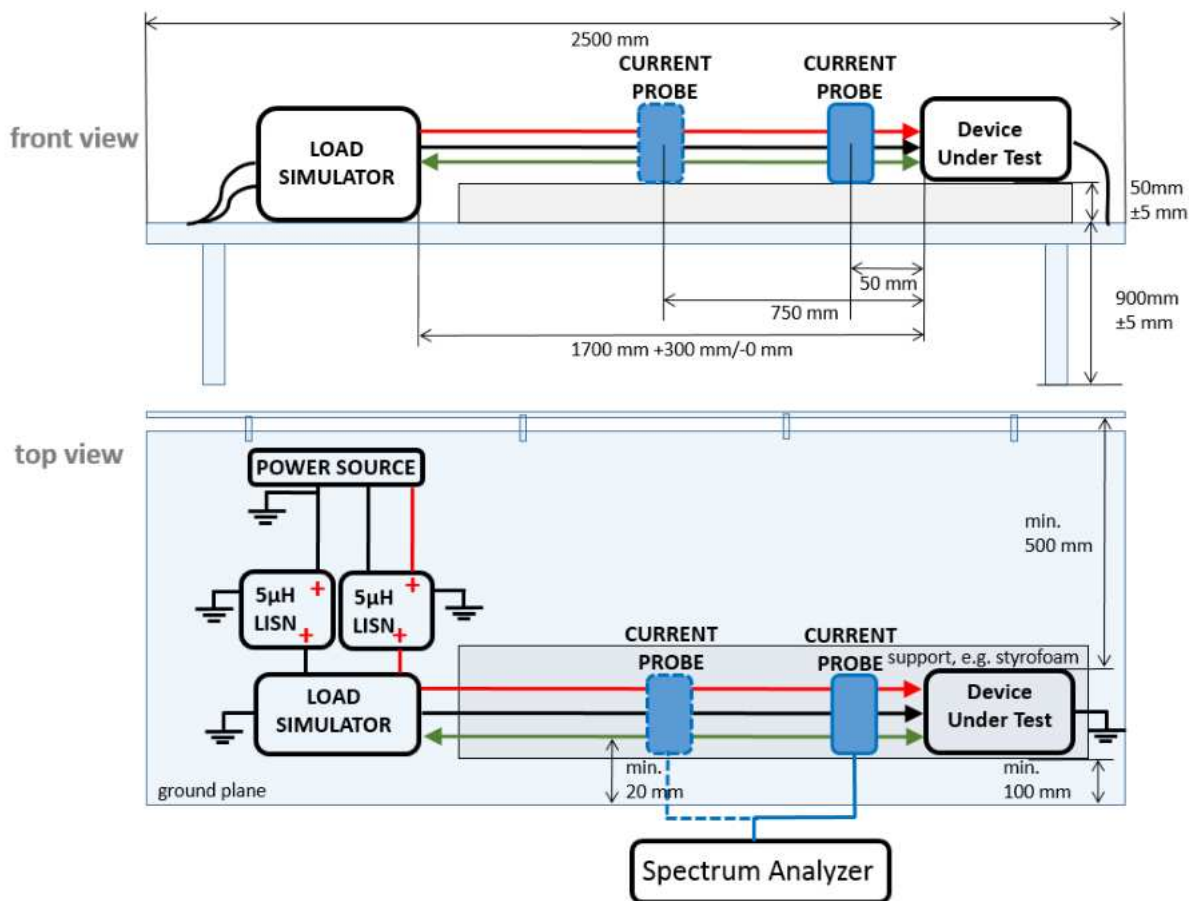 2500 mm
CURRENT
PROBE
CURRENT
PROBE
front view
LOAD
SIMULATOR
Device
Under Test
50mm
±5 mm
50 mm
900mm
±5 mm
750 mm
1700 mm +300 mm/-0 mm
top view
POWER SOURCE
min.
500 mm
5µH
LISN
+
+
5µH
LISN
+
+
CURRENT
PROBE
CURRENT
PROBE
support, e.g. styrofoam
LOAD
SIMULATOR
Device
Under Test
min.
20 mm
min.
100 mm
ground plane
Spectrum Analyzer